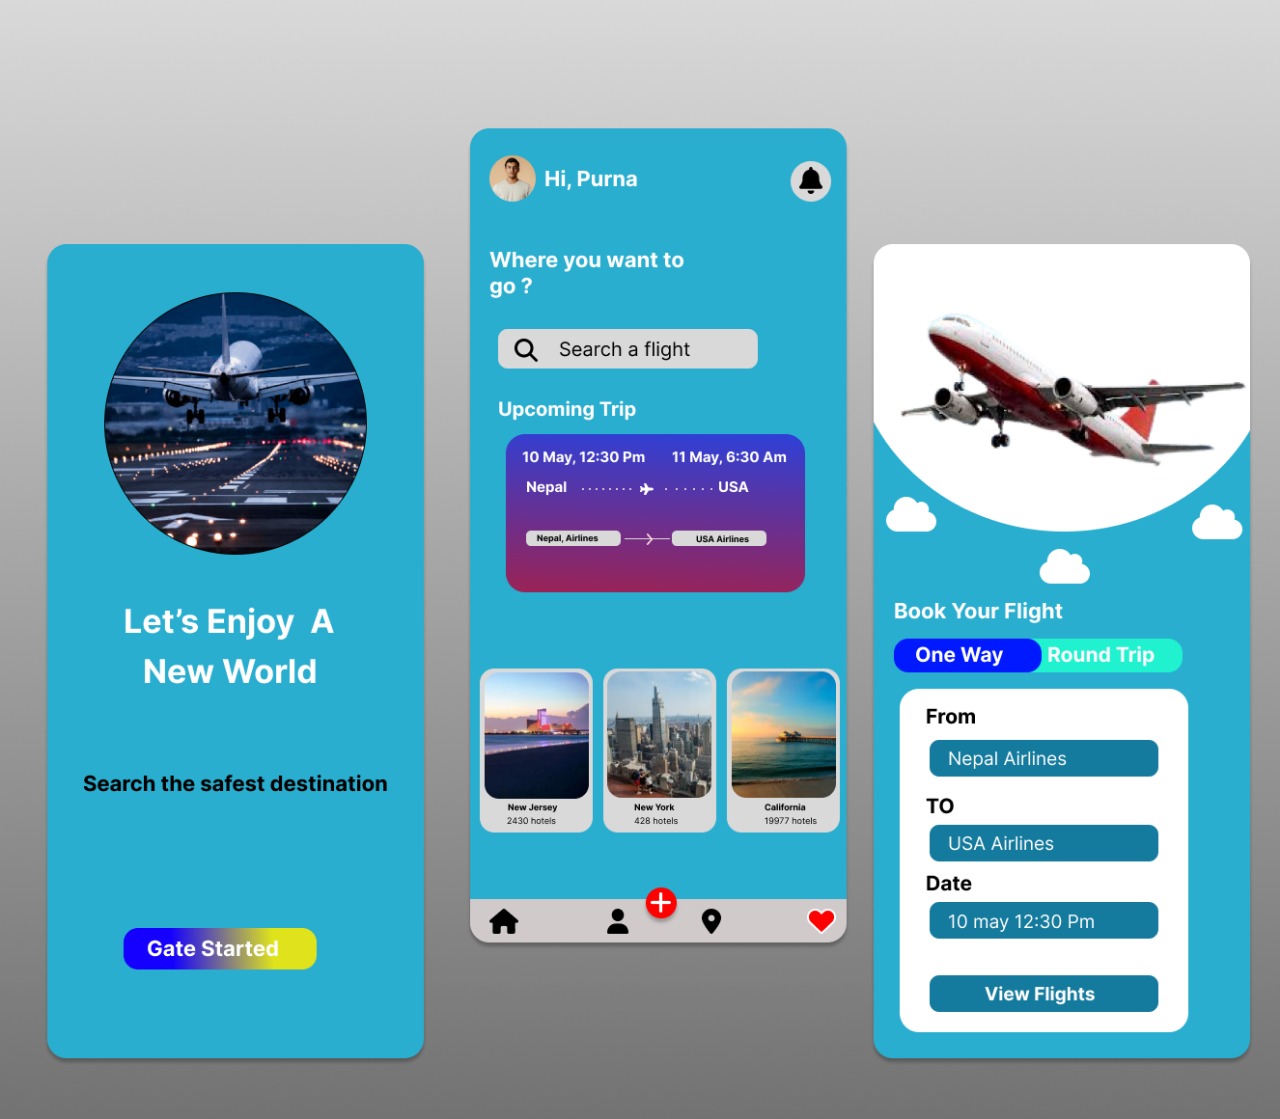 Let’s Enjoy A
New World
Search the safest destination
Gate Started
Hi, Purna
Where you want to
go ?
Search a flight
Upcoming Trip
10 May, 12:30 Pm 11 May, 6:30 Am
Nepal USA
Nepal, Airlines USA Airlines
New Jersey
2430 hotels
New York
428 hotels
California
19977 hotels
Book Your Flight
One Way Round Trip
From
Nepal Airlines
TO
USA Airlines
Date
10 may 12:30 Pm
View Flights